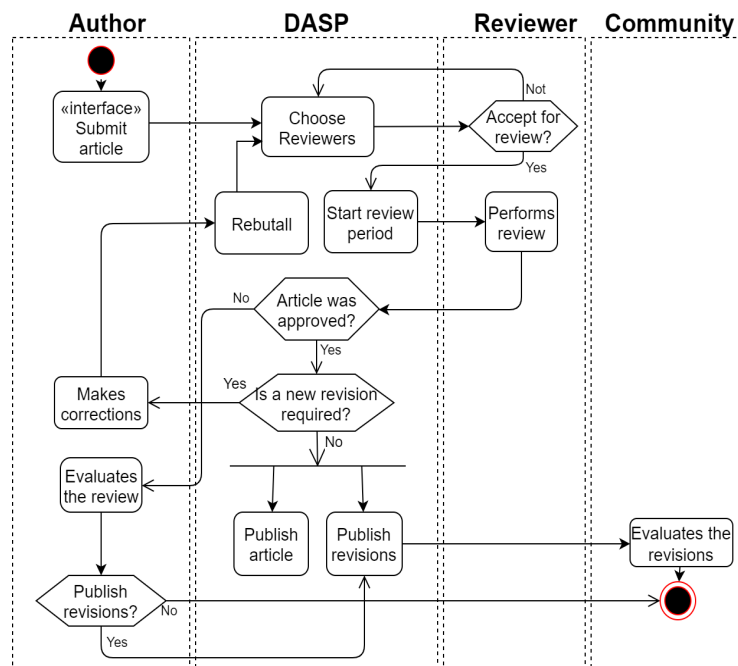 Author
DASP
Reviewer
Community
«interface»
Submit
article
Choose
Reviewers
Not
Accept for
review?
Yes
Rebutall
Start review
period
Performs
review
No
Article was
approved?
Yes
Yes
Is a new revision
required?
Makes
corrections
No
Evaluates
the review
Publish
article
Publish
revisions
Evaluates the
revisions
Publish
revisions?
No
Yes